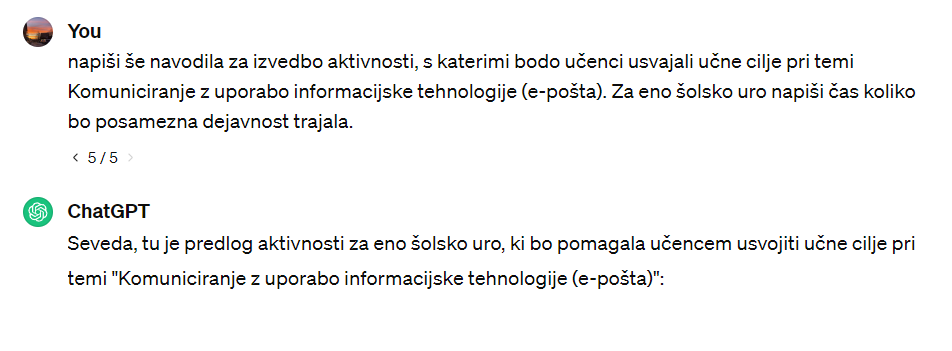 You
napiši še navodila za izvedbo aktivnosti, s katerimi bodo učenci usvajali učne cilje pri temi
Komuniciranje z uporabo informacijske tehnologije (e-pošta). Za eno šolsko uro napiši čas koliko
bo posamezna dejavnost trajala.
< 5 / 5 >
ChatGPT
Seveda, tu je predlog aktivnosti za eno šolsko uro, ki bo pomagala učencem usvojiti učne cilje pri
temi "Komuniciranje z uporabo informacijske tehnologije (e-pošta)":